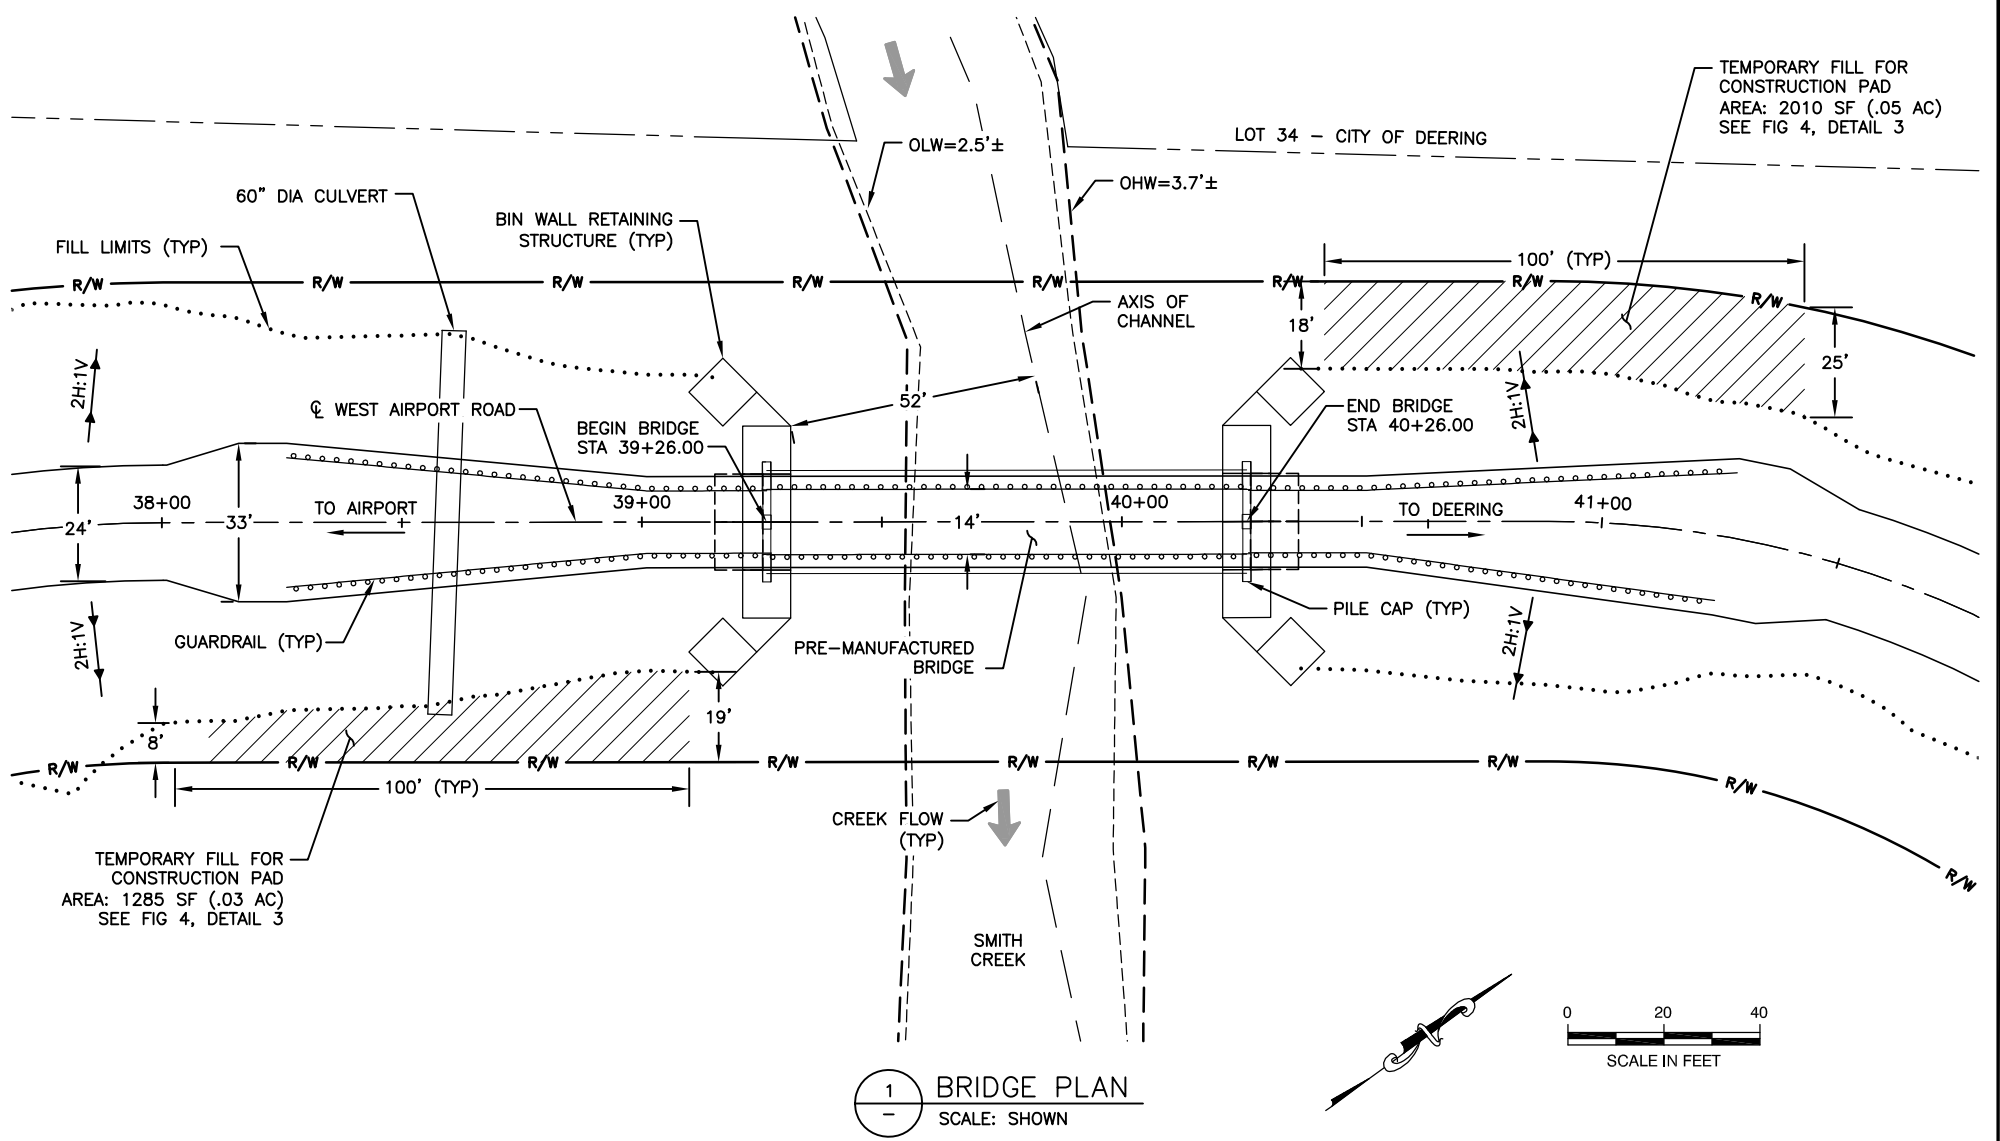 TEMPORARY FILL FOR
CONSTRUCTION PAD
AREA: 2010 SF (.05 AC)
SEE FIG 4, DETAIL 3
LOT 34 - CITY OF DEERING
OLW=2.5'±
OHW=3.7'±
60" DIA CULVERT
BIN WALL RETAINING
STRUCTURE (TYP)
FILL LIMITS (TYP)
100' (TYP)
R/W
R/W
R/W
R/W
R/W
R/W
R/W
R/W
AXIS OF
CHANNEL
18'
25'
2H:1V
2H:1V
52'
℄ WEST AIRPORT ROAD
BEGIN BRIDGE
STA 39+26.00
END BRIDGE
STA 40+26.00
38+00
39+00
40+00
41+00
TO AIRPORT
TO DEERING
24'
33'
14'
2H:1V
2H:1V
GUARDRAIL (TYP)
PILE CAP (TYP)
PRE-MANUFACTURED
BRIDGE
19'
8'
R/W
R/W
R/W
R/W
R/W
R/W
R/W
R/W
R/W
100' (TYP)
CREEK FLOW
(TYP)
TEMPORARY FILL FOR
CONSTRUCTION PAD
AREA: 1285 SF (.03 AC)
SEE FIG 4, DETAIL 3
SMITH
CREEK
0 20 40
SCALE IN FEET
1
–
BRIDGE PLAN
SCALE: SHOWN